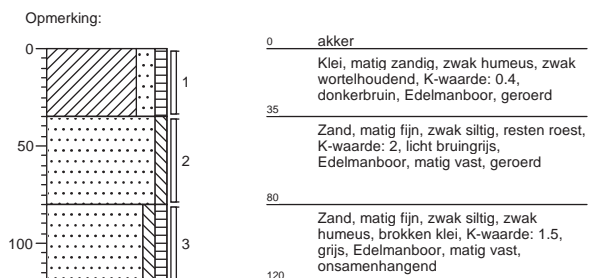 Opmerking:
0
1
50
2
100
3
0 akker
Klei, matig zandig, zwak humeus, zwak
wortelhoudend, K-waarde: 0.4,
donkerbruin, Edelmanboor, geroerd
35
Zand, matig fijn, zwak siltig, resten roest,
K-waarde: 2, licht bruingrijs,
Edelmanboor, matig vast, geroerd
80
Zand, matig fijn, zwak siltig, zwak
humeus, brokken klei, K-waarde: 1.5,
grijs, Edelmanboor, matig vast,
onsamenhangend
120